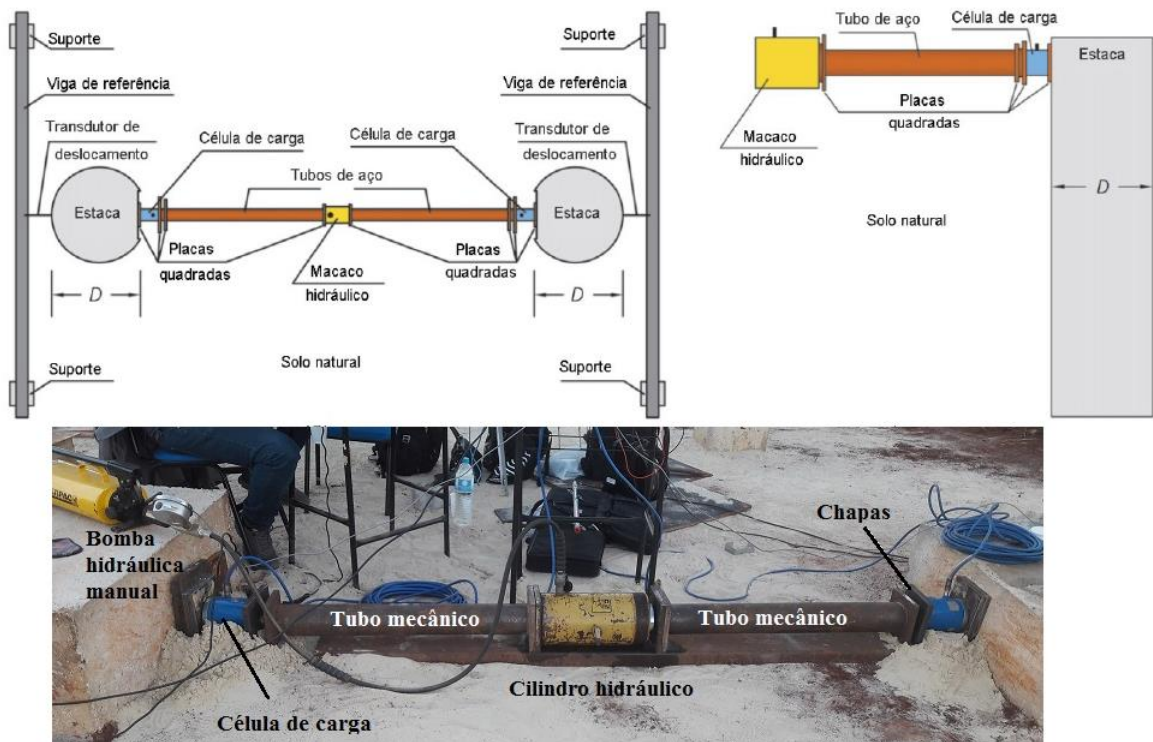 Suporte
Suporte
Viga de referência
Viga de referência
Transdutor de
deslocamento
Célula de carga
Célula de carga
Transdutor de
deslocamento
Tubos de aço
Estaca
Estaca
Placas
quadradas
Macaco
hidráulico
Placas
quadradas
D
D
Solo natural
Suporte
Suporte
Tubo de aço
Célula de carga
Estaca
Placas
quadradas
Macaco
hidráulico
D
Solo natural
Bomba
hidráulica
manual
Chapas
Tubo mecânico
Tubo mecânico
Cilindro hidráulico
Célula de carga